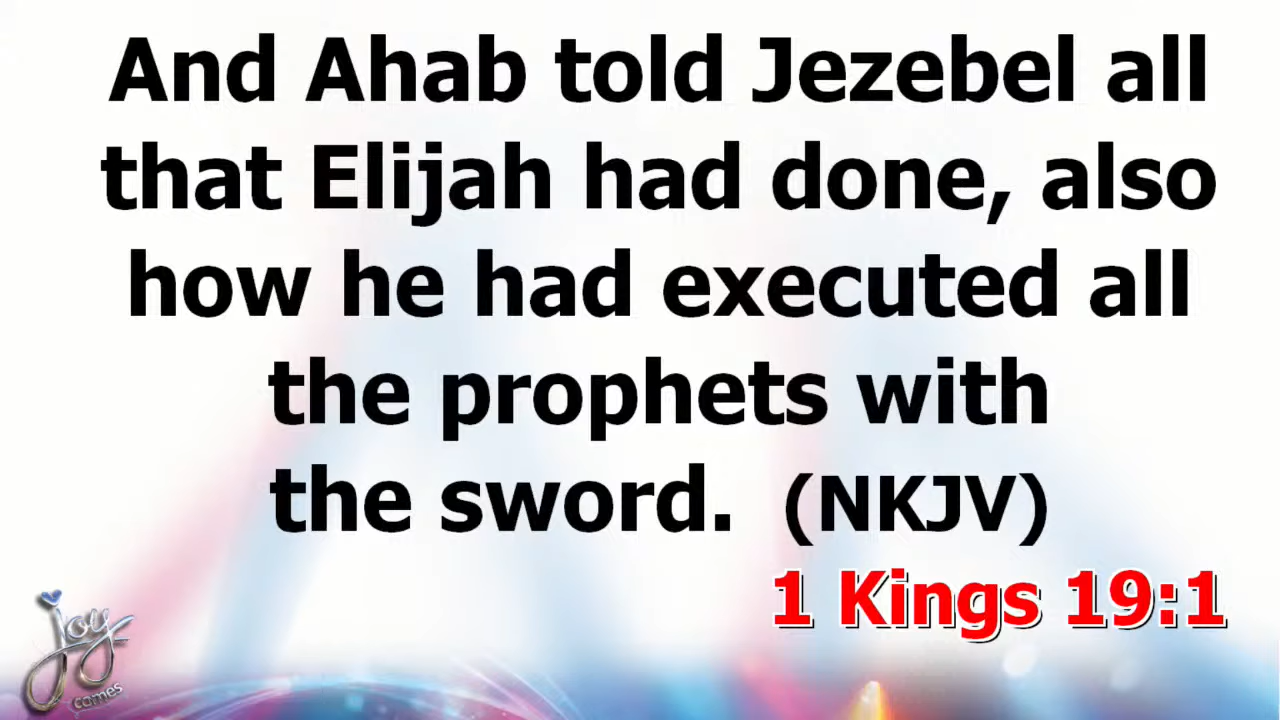 And Ahab told Jezebel all
that Elijah had done, also
how he had executed all
the prophets with
the sword. (NKJV)
1 Kings 19:1
joy
comes